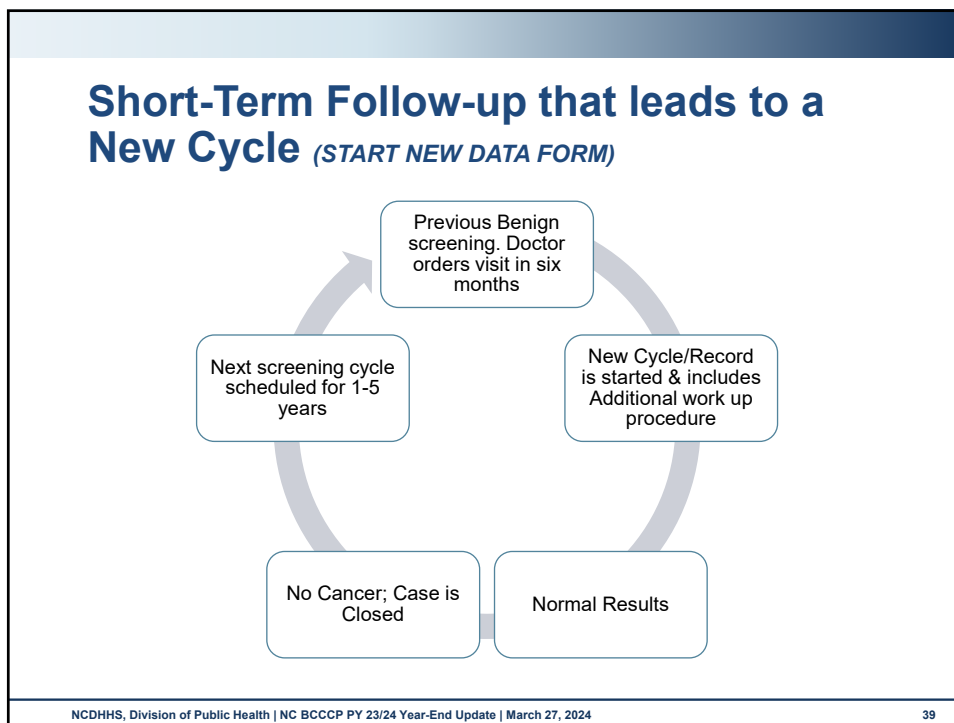 Short-Term Follow-up that leads to a
New Cycle (START NEW DATA FORM)
Previous Benign
screening. Doctor
orders visit in six
months
New Cycle/Record
is started & includes
Additional work up
procedure
Normal Results
No Cancer; Case is
Closed
Next screening cycle
scheduled for 1-5
years
NCDHHS, Division of Public Health | NC BCCCP PY 23/24 Year-End Update | March 27, 2024
39